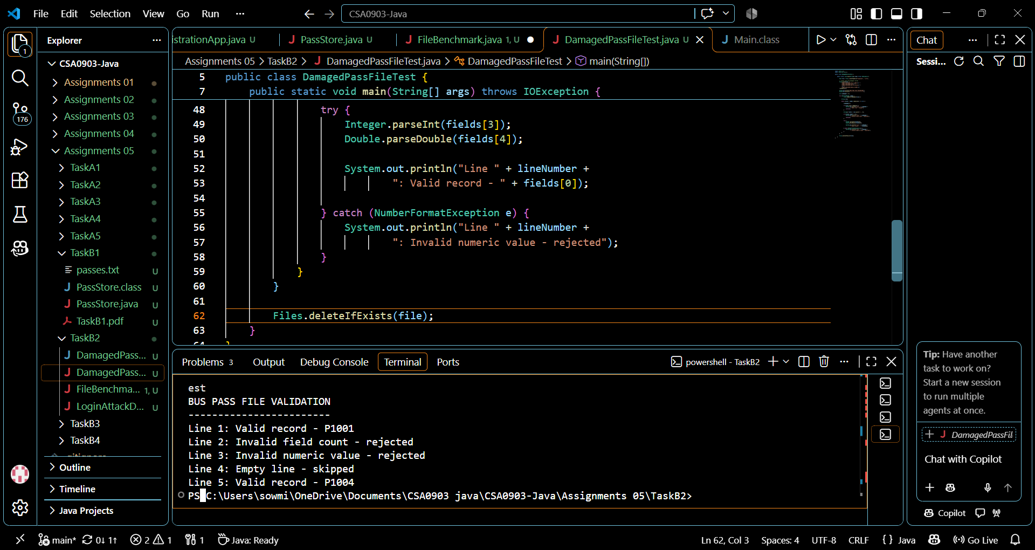 File Edit Selection View Go Run ···
CSA0903-Java
Explorer ···
CSA0903-Java
Assignments 01
Assignments 02
Assignments 03
Assignments 04
Assignments 05
TaskA1
TaskA2
TaskA3
TaskA4
TaskA5
TaskB1
passes.txt U
PassStore.class U
PassStore.java U
TaskB1.pdf U
TaskB2
DamagedPass... U
DamagedPass... U
FileBenchma... 1, U
LoginAttackD... U
TaskB3
TaskB4
Outline
Timeline
Java Projects
1
176
istrationApp.java U
PassStore.java U
FileBenchmark.java 1, U
DamagedPassFileTest.java U
Main.class
Assignments 05 > TaskB2 > DamagedPassFileTest.java > DamagedPassFileTest > main(String[])
5 public class DamagedPassFileTest {
7 public static void main(String[] args) throws IOException {
48 try {
49 Integer.parseInt(fields[3]);
50 Double.parseDouble(fields[4]);
51
52 System.out.println("Line " + lineNumber +
53 ": Valid record - " + fields[0]);
54
55 } catch (NumberFormatException e) {
56 System.out.println("Line " + lineNumber +
57 ": Invalid numeric value - rejected");
58 }
59 }
60 }
61
62 Files.deleteIfExists(file);
63 }
Problems 3 Output Debug Console Terminal Ports
powershell - TaskB2
est
BUS PASS FILE VALIDATION
------------------------
Line 1: Valid record - P1001
Line 2: Invalid field count - rejected
Line 3: Invalid numeric value - rejected
Line 4: Empty line - skipped
Line 5: Valid record - P1004
PS C:\Users\sowmi\OneDrive\Documents\CSA0903 java\CSA0903-Java\Assignments 05\TaskB2>
Chat ···
Sessi...
Tip: Have another
task to work on?
Start a new session
to run multiple
agents at once.
DamagedPassFil
Chat with Copilot
Copilot
main* 0↓ 1↑ 2 1 1 Java: Ready
Ln 62, Col 3 Spaces: 4 UTF-8 CRLF { } Java Go Live